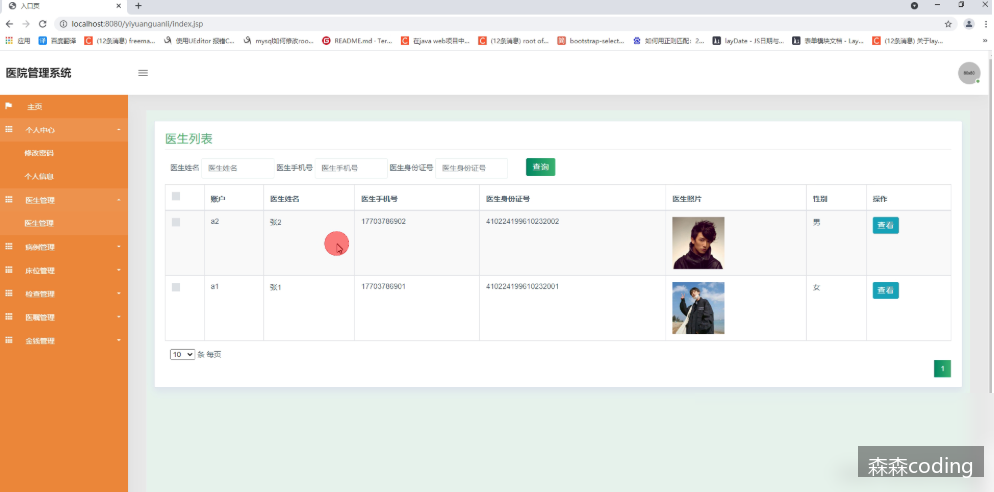 人口页
localhost:8080/yiyuanguanli/index.jsp
应用 百度翻译 (12条消息) freema... 使用UEditor 报错C... mysql如何修改roo... README.md · Ter... 在java web项目中... (12条消息) root of... bootstrap-select... 如何用正则匹配：2... layDate - JS日期与... 表单模块文档 - Lay... (12条消息) 关于lay... »
医院管理系统
主页
个人中心
修改密码
个人信息
医生管理
医生管理
病例管理
床位管理
检查管理
医嘱管理
金钱管理
医生列表
医生姓名 医生姓名 医生手机号 医生手机号 医生身份证号 医生身份证号 查询
账户 医生姓名 医生手机号 医生身份证号 医生照片 性别 操作
a2 张2 17703786902 410224199610232002 男 查看
a1 张1 17703786901 410224199610232001 女 查看
10 条 每页
1
森森coding